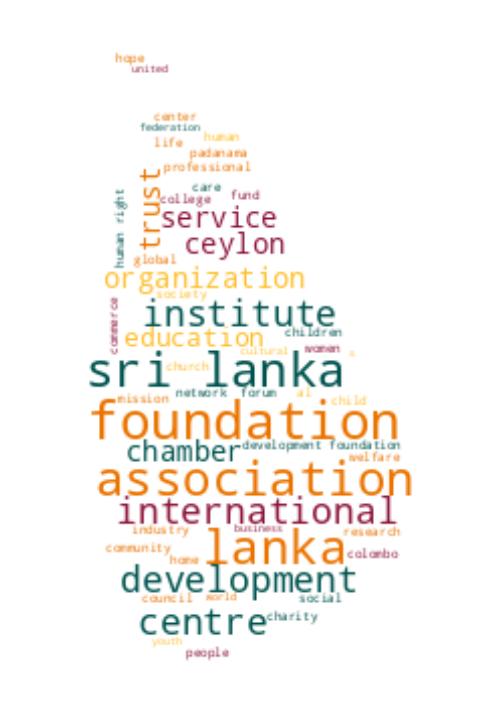 hope
united
center
federation
human
life
padanama
professional
trust
care
college
fund
human right
service
ceylon
global
organization
society
commerce
institute
children
education
cultural
women
s
sri lanka
church
network
forum
al
mission
child
foundation
chamber
development foundation
welfare
association
international
industry
business
research
lanka
community
colombo
home
development
council
world
social
centre
charity
youth
people